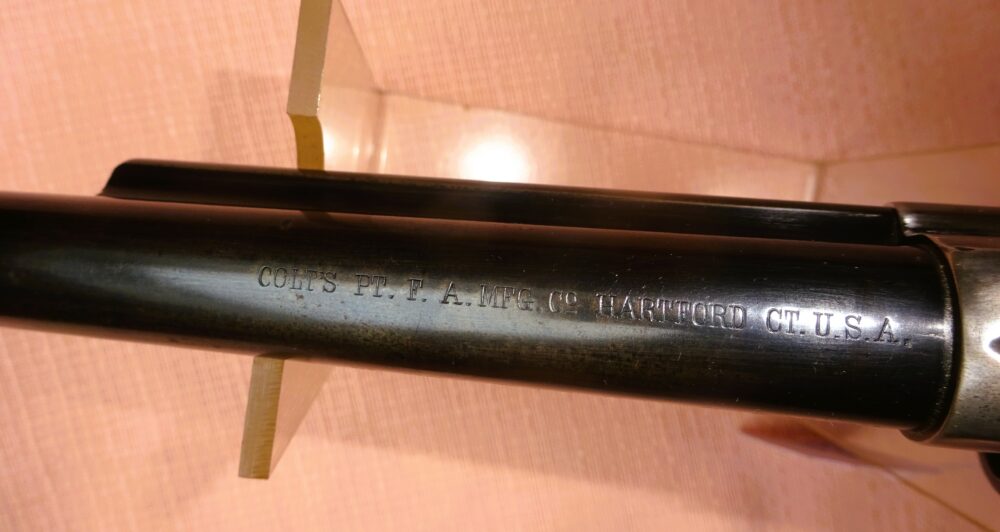 COLT'S PT. F. A. MFG. Cº HARTFORD CT. U.S.A.